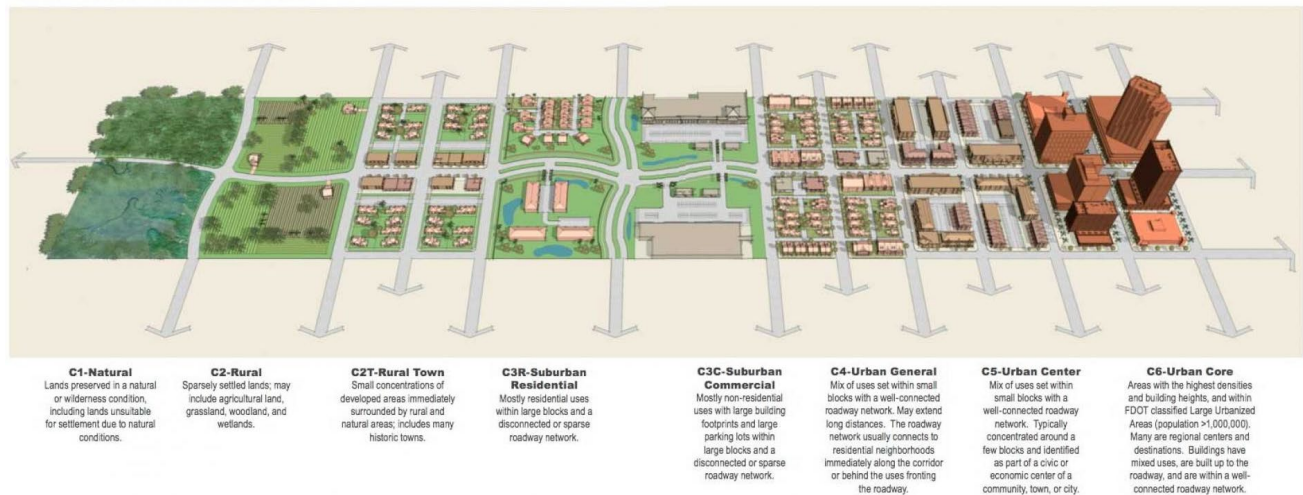 C1-Natural
Lands preserved in a natural
or wilderness condition,
including lands unsuitable
for settlement due to natural
conditions.
C2-Rural
Sparsely settled lands; may
include agricultural land,
grassland, woodland, and
wetlands.
C2T-Rural Town
Small concentrations of
developed areas immediately
surrounded by rural and
natural areas; includes many
historic towns.
C3R-Suburban
Residential
Mostly residential uses
within large blocks and a
disconnected or sparse
roadway network.
C3C-Suburban
Commercial
Mostly non-residential
uses with large building
footprints and large
parking lots within
large blocks and a
disconnected or sparse
roadway network.
C4-Urban General
Mix of uses set within small
blocks with a well-connected
roadway network. May extend
long distances. The roadway
network usually connects to
residential neighborhoods
immediately along the corridor
or behind the uses fronting
the roadway.
C5-Urban Center
Mix of uses set within
small blocks with a
well-connected roadway
network. Typically
concentrated around a
few blocks and identified
as part of a civic or
economic center of a
community, town, or city.
C6-Urban Core
Areas with the highest densities
and building heights, and within
FDOT classified Large Urbanized
Areas (population >1,000,000).
Many are regional centers and
destinations. Buildings have
mixed uses, are built up to the
roadway, and are within a well-
connected roadway network.